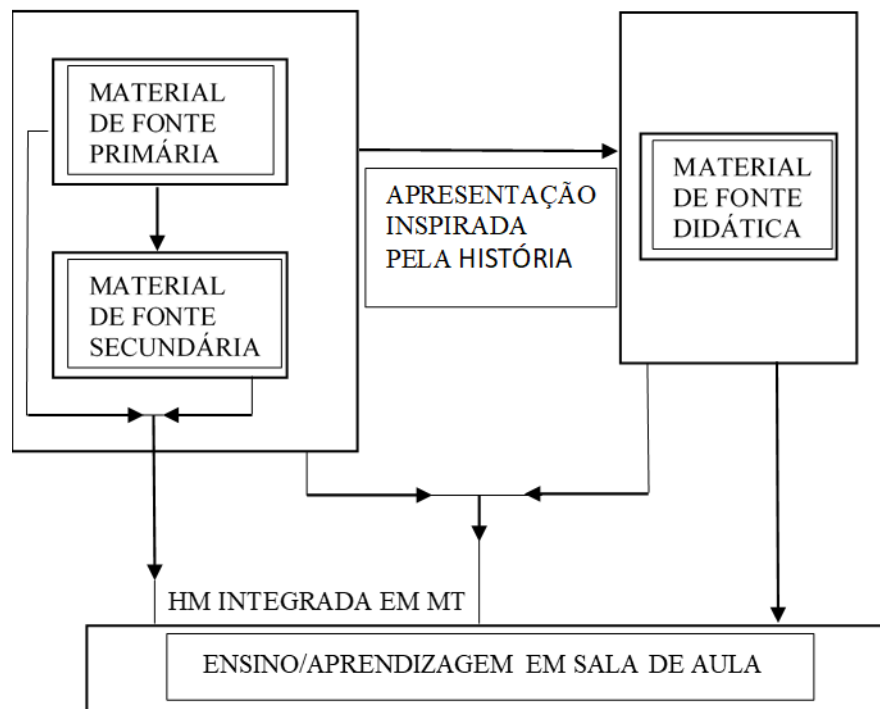 MATERIAL
DE FONTE
PRIMÁRIA
MATERIAL
DE FONTE
SECUNDÁRIA
APRESENTAÇÃO
INSPIRADA
PELA HISTÓRIA
MATERIAL
DE FONTE
DIDÁTICA
HM INTEGRADA EM MT
ENSINO/APRENDIZAGEM EM SALA DE AULA